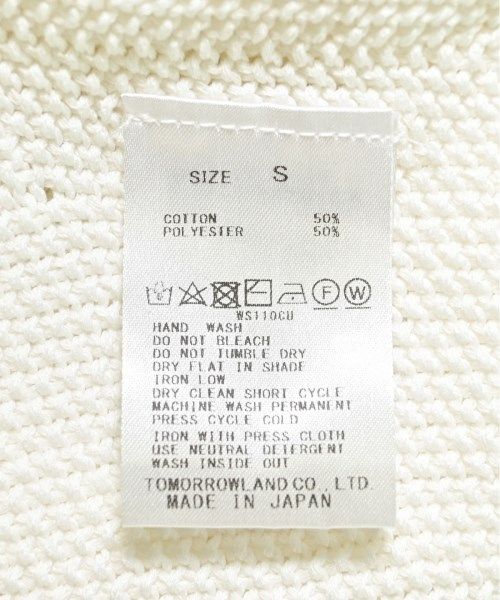 SIZE S
COTTON 50%
POLYESTER 50%
F W
WS110CU
HAND WASH
DO NOT BLEACH
DO NOT TUMBLE DRY
DRY FLAT IN SHADE
IRON LOW
DRY CLEAN SHORT CYCLE
MACHINE WASH PERMANENT
PRESS CYCLE COLD
IRON WITH PRESS CLOTH
USE NEUTRAL DETERGENT
WASH INSIDE OUT
TOMORROWLAND CO., LTD.
MADE IN JAPAN